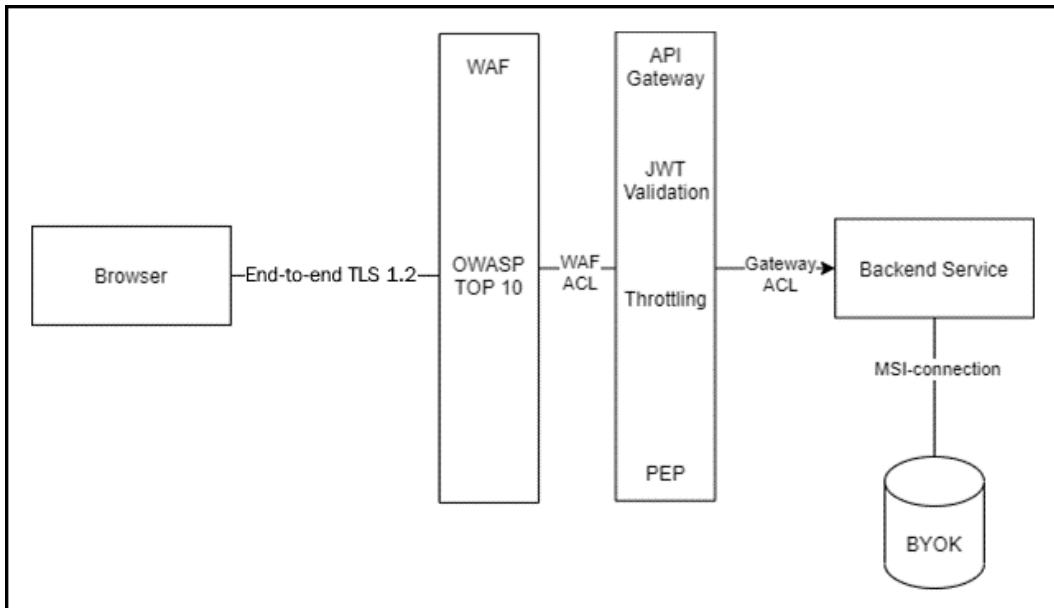 WAF
OWASP
TOP 10
API
Gateway
JWT
Validation
Throttling
PEP
Browser
End-to-end TLS 1.2
WAF
ACL
Gateway
ACL
Backend Service
MSI-connection
BYOK